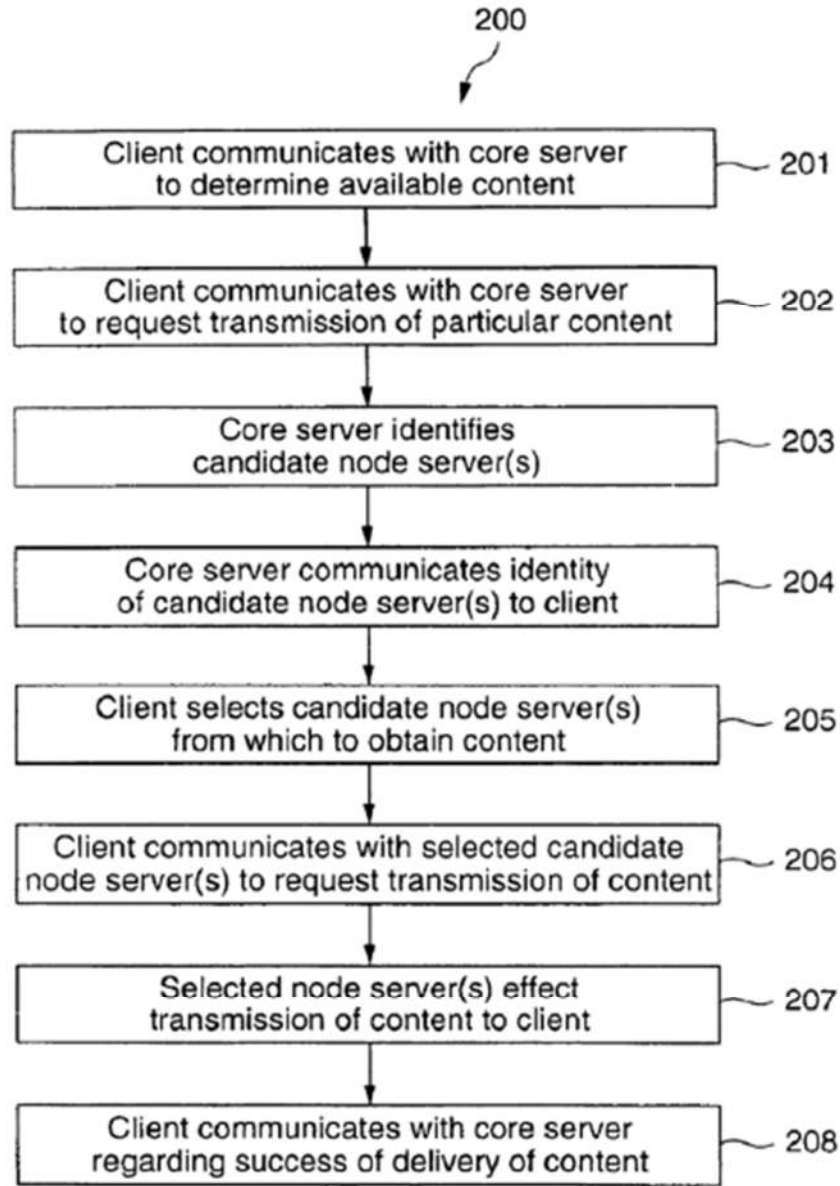 200
Client communicates with core server
to determine available content
201
Client communicates with core server
to request transmission of particular content
202
Core server identifies
candidate node server(s)
203
Core server communicates identity
of candidate node server(s) to client
204
Client selects candidate node server(s)
from which to obtain content
205
Client communicates with selected candidate
node server(s) to request transmission of content
206
Selected node server(s) effect
transmission of content to client
207
Client communicates with core server
regarding success of delivery of content
208